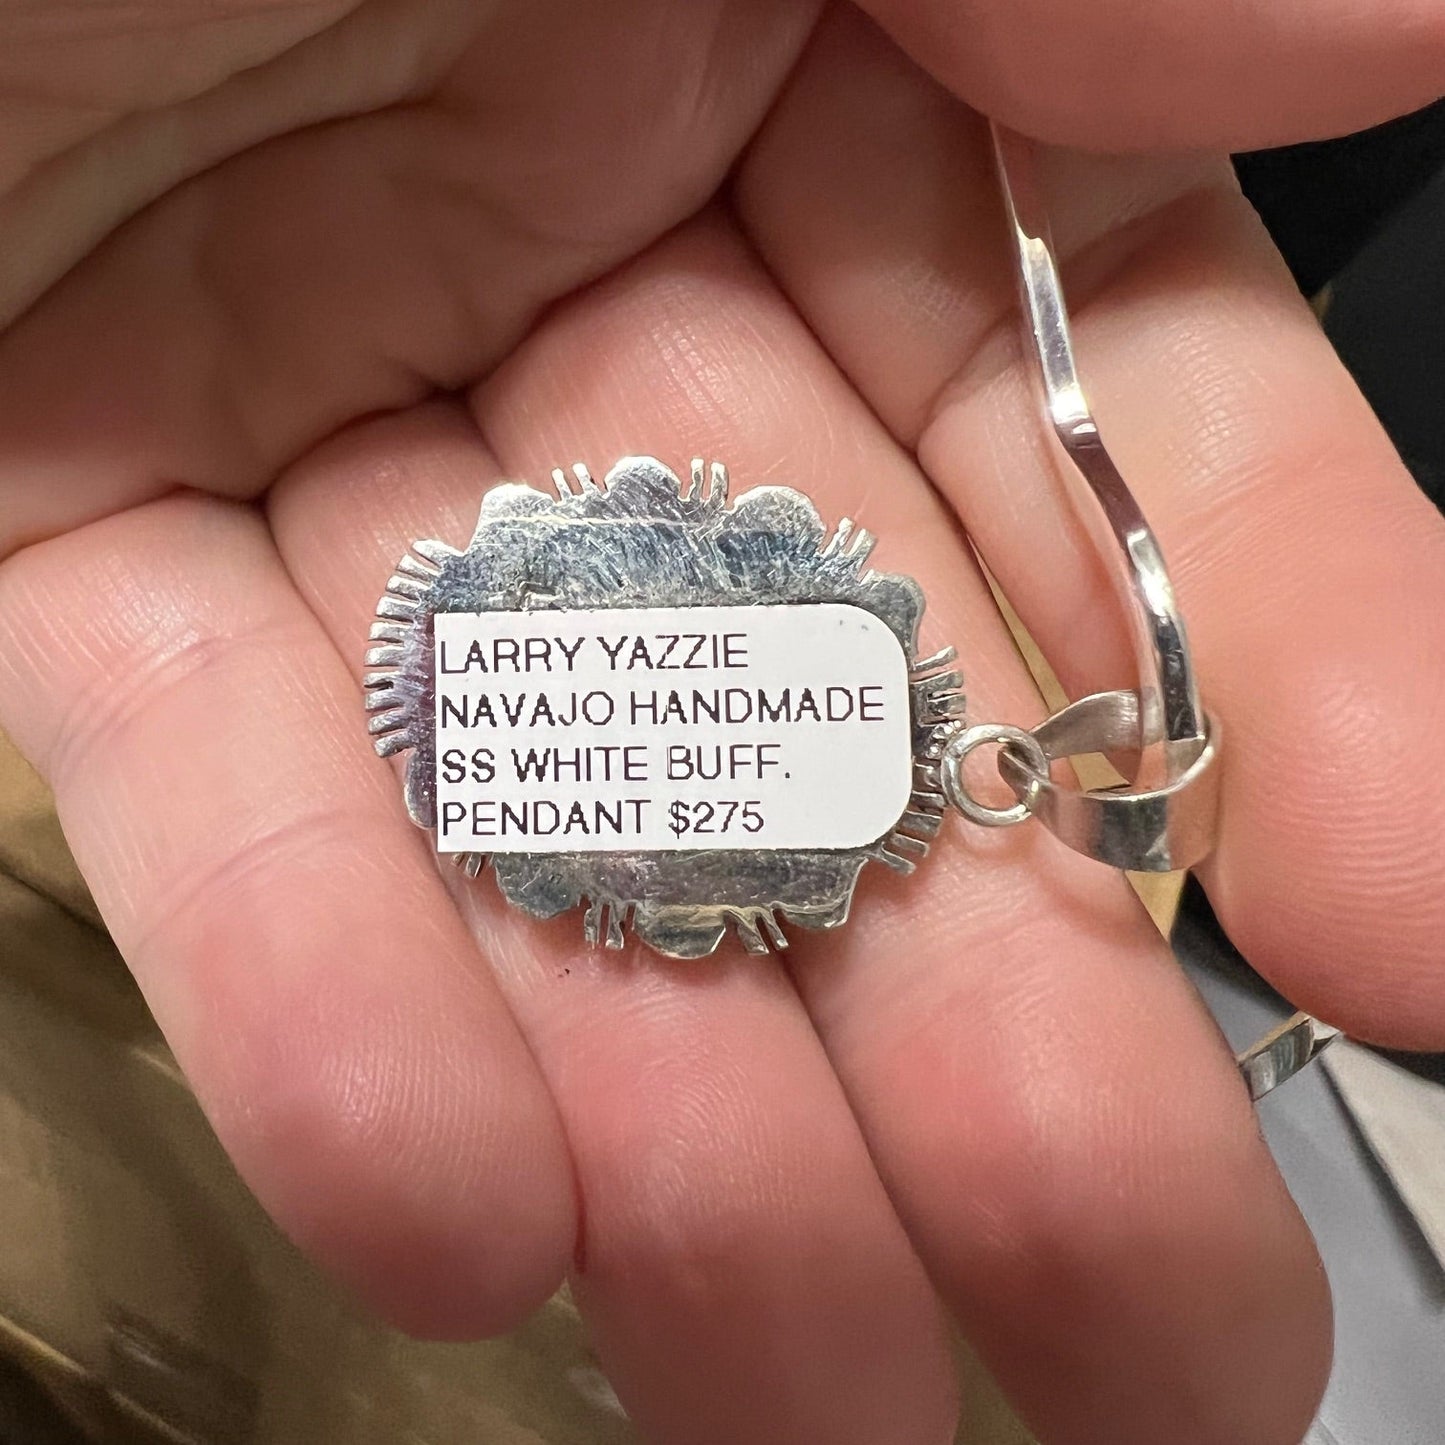 LARRY YAZZIE
NAVAJO HANDMADE
SS WHITE BUFF.
PENDANT $275